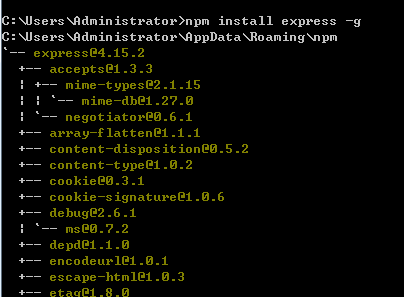 C:\Users\Administrator>npm install express -g
C:\Users\Administrator\AppData\Roaming\npm
`-- express@4.15.2
  +-- accepts@1.3.3
  ¦ +-- mime-types@2.1.15
  ¦ ¦ `-- mime-db@1.27.0
  ¦ `-- negotiator@0.6.1
  +-- array-flatten@1.1.1
  +-- content-disposition@0.5.2
  +-- content-type@1.0.2
  +-- cookie@0.3.1
  +-- cookie-signature@1.0.6
  +-- debug@2.6.1
  ¦ `-- ms@0.7.2
  +-- depd@1.1.0
  +-- encodeurl@1.0.1
  +-- escape-html@1.0.3
  +-- etag@1.8.0